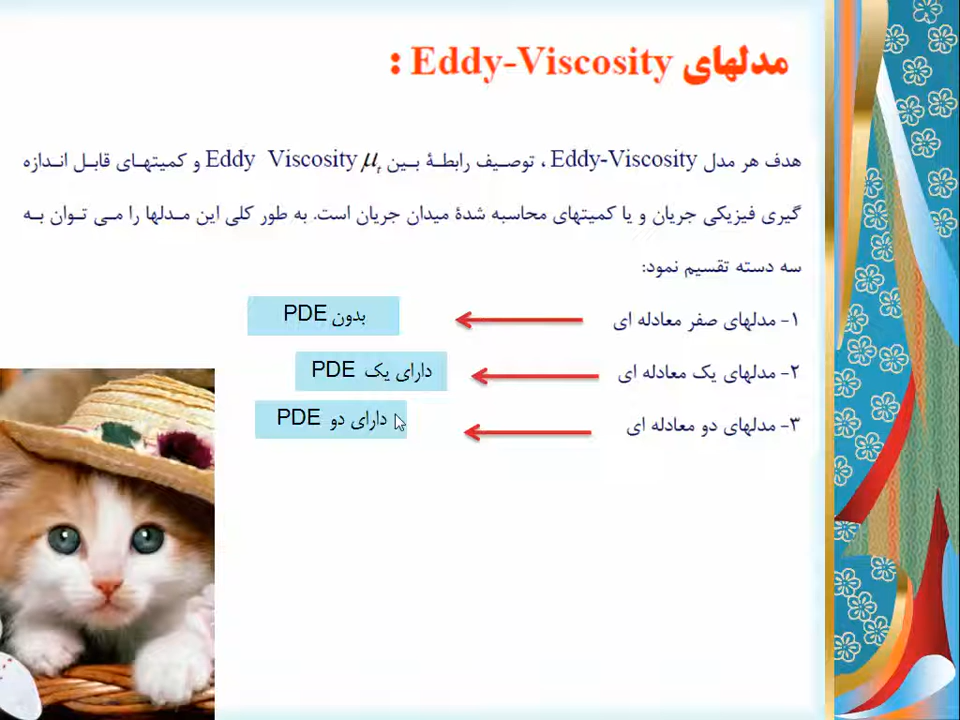 مدلهای Eddy-Viscosity :
هدف هر مدل Eddy-Viscosity ، توصیف رابطهٔ بین Eddy Viscosity μt و کمیتهای قابل اندازه
گیری فیزیکی جریان و یا کمیتهای محاسبه شدهٔ میدان جریان است. به طور کلی این مدلها را می توان به
سه دسته تقسیم نمود:
۱- مدلهای صفر معادله ای
بدون PDE
۲- مدلهای یک معادله ای
دارای یک PDE
۳- مدلهای دو معادله ای
دارای دو PDE